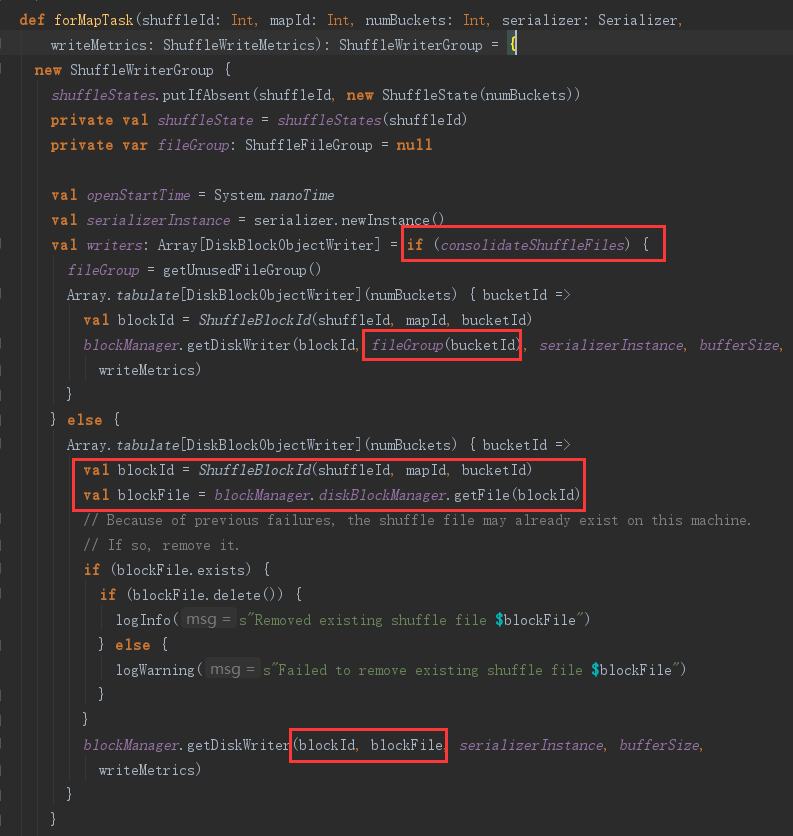 def forMapTask(shuffleId: Int, mapId: Int, numBuckets: Int, serializer: Serializer,
writeMetrics: ShuffleWriteMetrics): ShuffleWriterGroup = {
new ShuffleWriterGroup {
shuffleStates.putIfAbsent(shuffleId, new ShuffleState(numBuckets))
private val shuffleState = shuffleStates(shuffleId)
private var fileGroup: ShuffleFileGroup = null
val openStartTime = System.nanoTime
val serializerInstance = serializer.newInstance()
val writers: Array[DiskBlockObjectWriter] = if (consolidateShuffleFiles) {
fileGroup = getUnusedFileGroup()
Array.tabulate[DiskBlockObjectWriter](numBuckets) { bucketId =>
val blockId = ShuffleBlockId(shuffleId, mapId, bucketId)
blockManager.getDiskWriter(blockId, fileGroup(bucketId), serializerInstance, bufferSize,
writeMetrics)
}
} else {
Array.tabulate[DiskBlockObjectWriter](numBuckets) { bucketId =>
val blockId = ShuffleBlockId(shuffleId, mapId, bucketId)
val blockFile = blockManager.diskBlockManager.getFile(blockId)
// Because of previous failures, the shuffle file may already exist on this machine.
// If so, remove it.
if (blockFile.exists) {
if (blockFile.delete()) {
logInfo( msg = s"Removed existing shuffle file $blockFile")
} else {
logWarning( msg = s"Failed to remove existing shuffle file $blockFile")
}
}
blockManager.getDiskWriter(blockId, blockFile, serializerInstance, bufferSize,
writeMetrics)
}
}